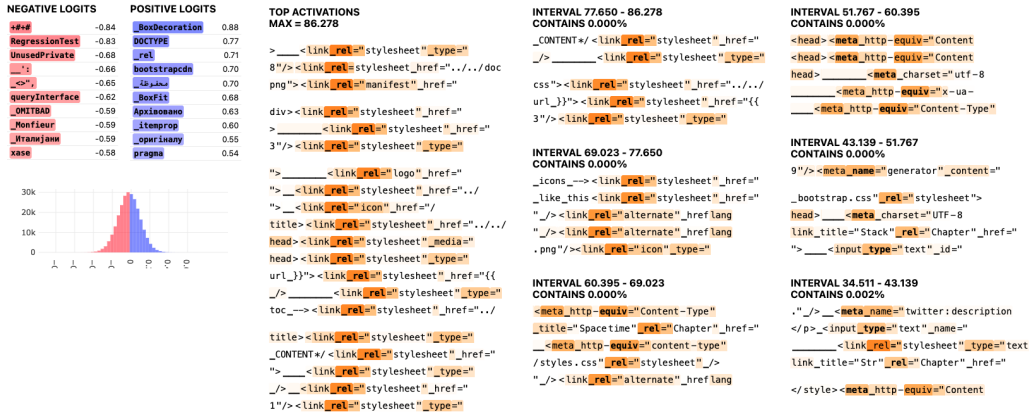 NEGATIVE LOGITS
+#+# -0.84
RegressionTest -0.83
UnusedPrivate -0.68
__': -0.66
_<>", -0.65
queryInterface -0.62
_OMITBAD -0.59
_Monfieur -0.59
_Италијани -0.59
xase -0.58
POSITIVE LOGITS
_BoxDecoration 0.88
DOCTYPE 0.77
_rel 0.71
bootstrapcdn 0.70
_محفوظة 0.70
_BoxFit 0.68
Архівовано 0.63
_itemprop 0.60
_оригіналу 0.55
pragma 0.54
30k
20k
10k
0
TOP ACTIVATIONS
MAX = 86.278
>____<link_rel="stylesheet"_type="
8"/><link_rel=stylesheet_href="../../doc
png"><link_rel="manifest"_href="
div><link_rel="stylesheet"_href="
>________<link_rel="stylesheet"_href="
3"/><link_rel="stylesheet"_type="
">________<link_rel="logo"_href="
">__<link_rel="stylesheet"_href="../
">__<link_rel="icon"_href="/
title><link_rel="stylesheet"_href="../../
head><link_rel="stylesheet"_media="
head><link_rel="stylesheet"_type="
url_}}"><link_rel="stylesheet"_href="{{
_/>________<link_rel="stylesheet"_type="
toc_--><link_rel="stylesheet"_href="../
title><link_rel="stylesheet"_type="
_CONTENT*/<link_rel="stylesheet"_href="
">____<link_rel="stylesheet"_href="
_/>__<link_rel="stylesheet"_href="
1"/><link_rel="stylesheet"_type="
INTERVAL 77.650 - 86.278
CONTAINS 0.000%
_CONTENT*/<link_rel="stylesheet"_href="
_/>________<link_rel="stylesheet"_type="
css"><link_rel="stylesheet"_href="../../
url_}}"><link_rel="stylesheet"_href="{{
3"/><link_rel="stylesheet"_type="
INTERVAL 69.023 - 77.650
CONTAINS 0.000%
_icons_--><link_rel="stylesheet"_href="
_like_this<link_rel="stylesheet"_href="
"_/><link_rel="alternate"_hreflang
"_/><link_rel="alternate"_hreflang
.png"/><link_rel="icon"_type="
INTERVAL 60.395 - 69.023
CONTAINS 0.000%
<meta_http-equiv="Content-Type"
_title="Spacetime"_rel="Chapter"_href="
__<meta_http-equiv="content-type"
/styles.css"_rel="stylesheet"_/>
"_/><link_rel="alternate"_hreflang
INTERVAL 51.767 - 60.395
CONTAINS 0.000%
<head><meta_http-equiv="Content
<head><meta_http-equiv="Content
head>________<meta_charset="utf-8
________<meta_http-equiv="x-ua-
____<meta_http-equiv="Content-Type"
INTERVAL 43.139 - 51.767
CONTAINS 0.000%
9"/><meta_name="generator"_content="
_bootstrap.css"_rel="stylesheet">
head>____<meta_charset="UTF-8
link_title="Stack"_rel="Chapter"_href="
">____<input_type="text"_id="
INTERVAL 34.511 - 43.139
CONTAINS 0.002%
."_/>__<meta_name="twitter:description
</p>_<input_type="text"_name="
________<link_rel="stylesheet"_type="text
link_title="Str"_rel="Chapter"_href="
</style><meta_http-equiv="Content